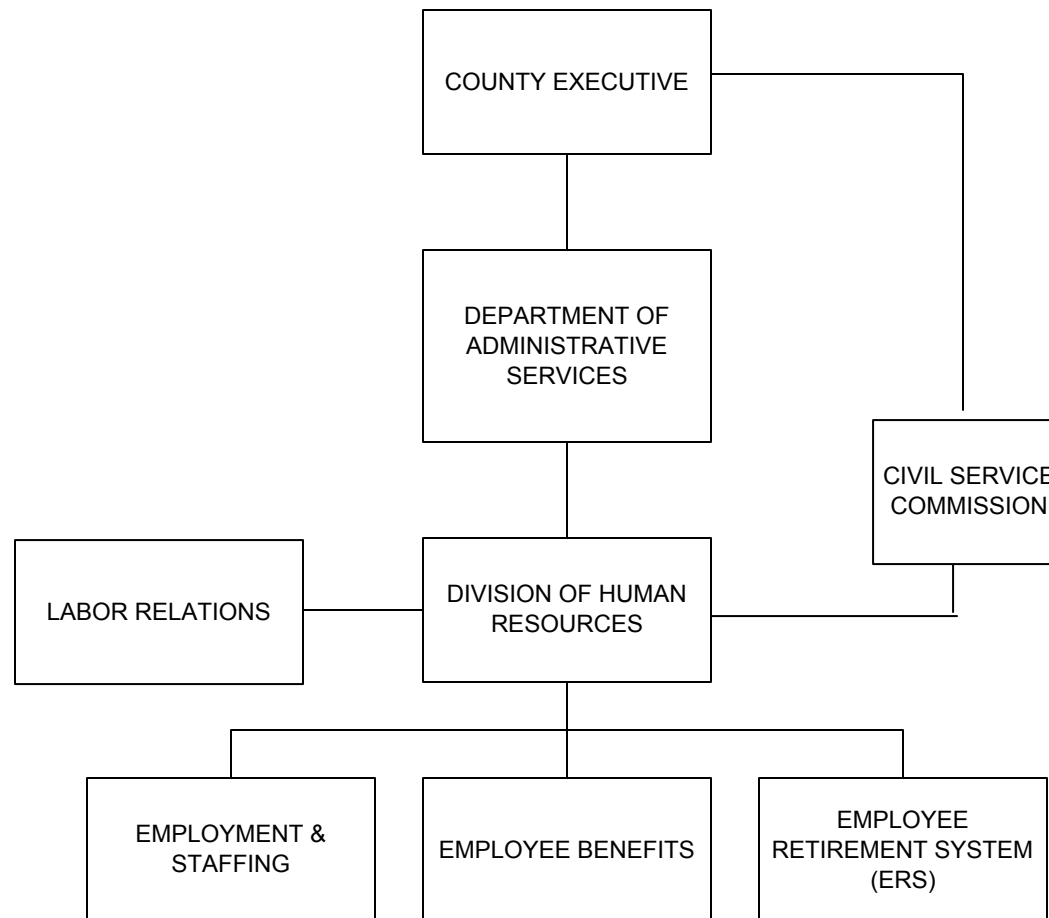 COUNTY EXECUTIVE
DEPARTMENT OF
ADMINISTRATIVE
SERVICES
CIVIL SERVICE
COMMISSION
LABOR RELATIONS
DIVISION OF HUMAN
RESOURCES
EMPLOYMENT &
STAFFING
EMPLOYEE BENEFITS
EMPLOYEE
RETIREMENT SYSTEM
(ERS)